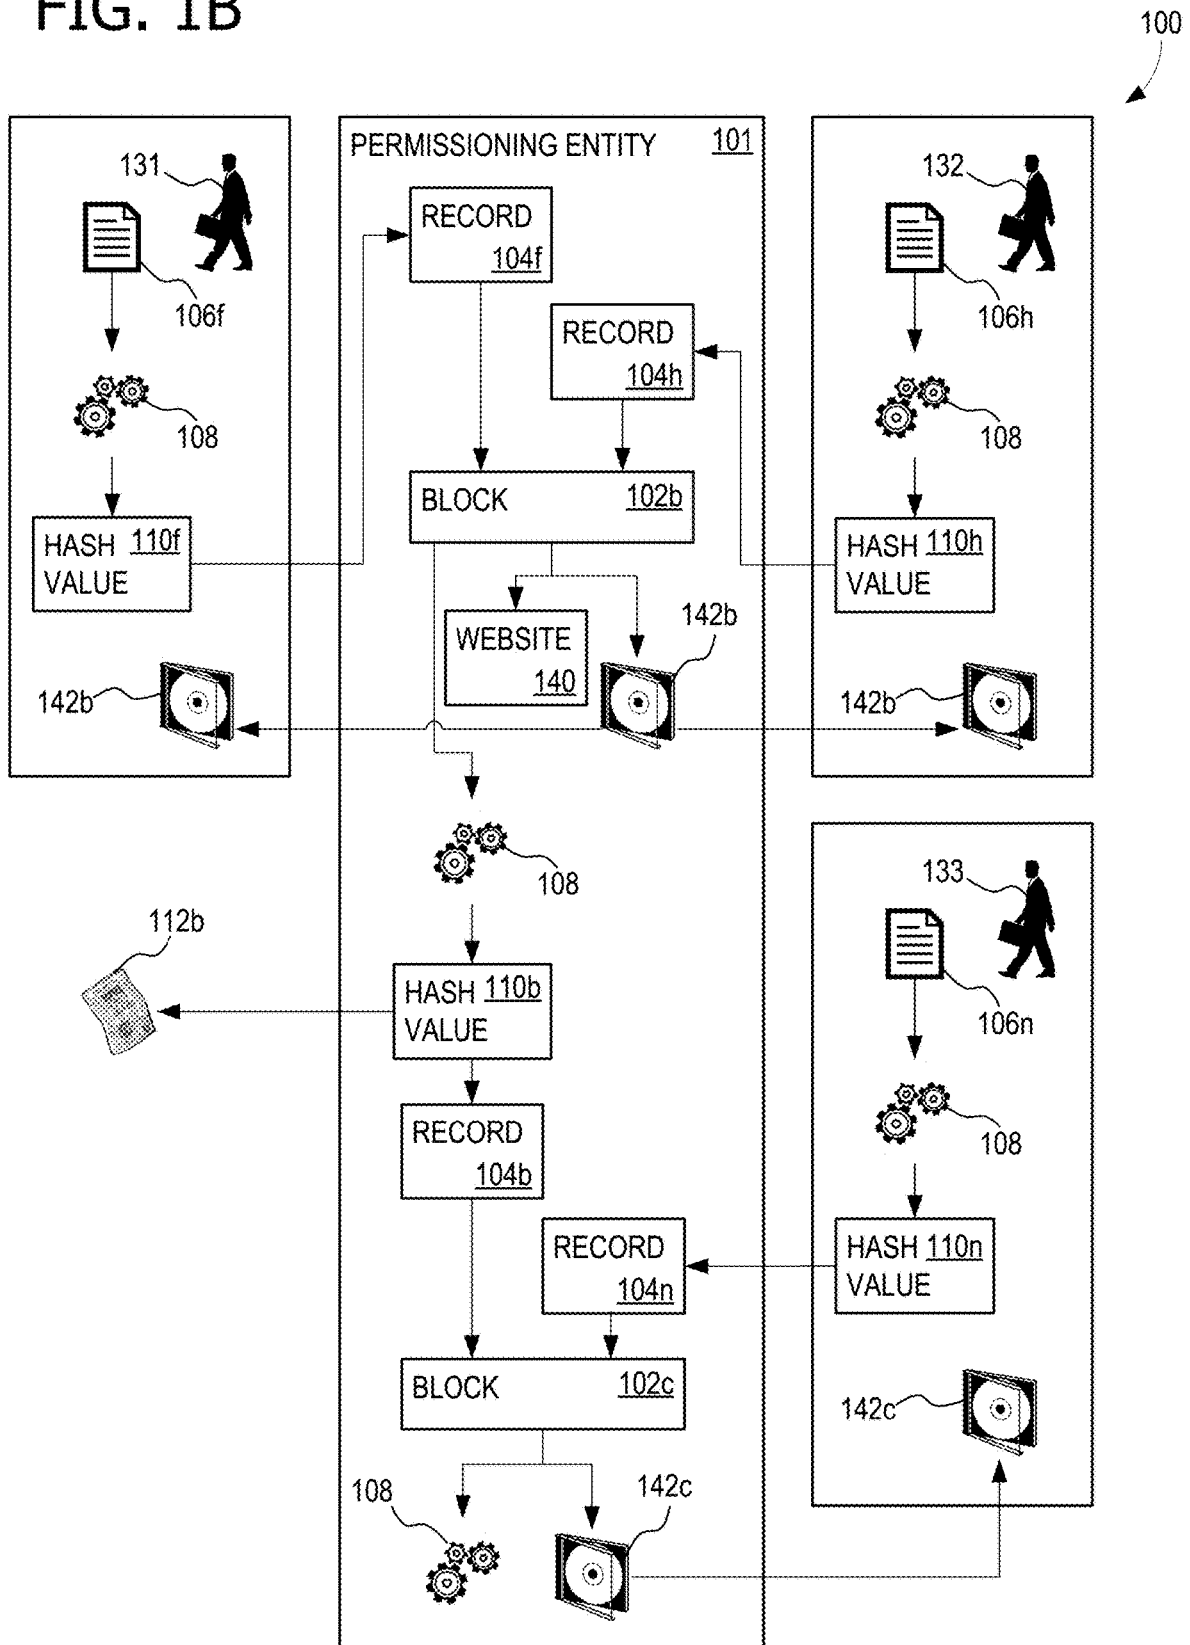 FIG. 1B
100
131
106f
108
HASH 110f
VALUE
142b
PERMISSIONING ENTITY 101
RECORD
104f
RECORD
104h
BLOCK 102b
WEBSITE
140
142b
132
106h
108
HASH 110h
VALUE
142b
108
112b
HASH 110b
VALUE
RECORD
104b
RECORD
104n
BLOCK 102c
108
142c
133
106n
108
HASH 110n
VALUE
142c